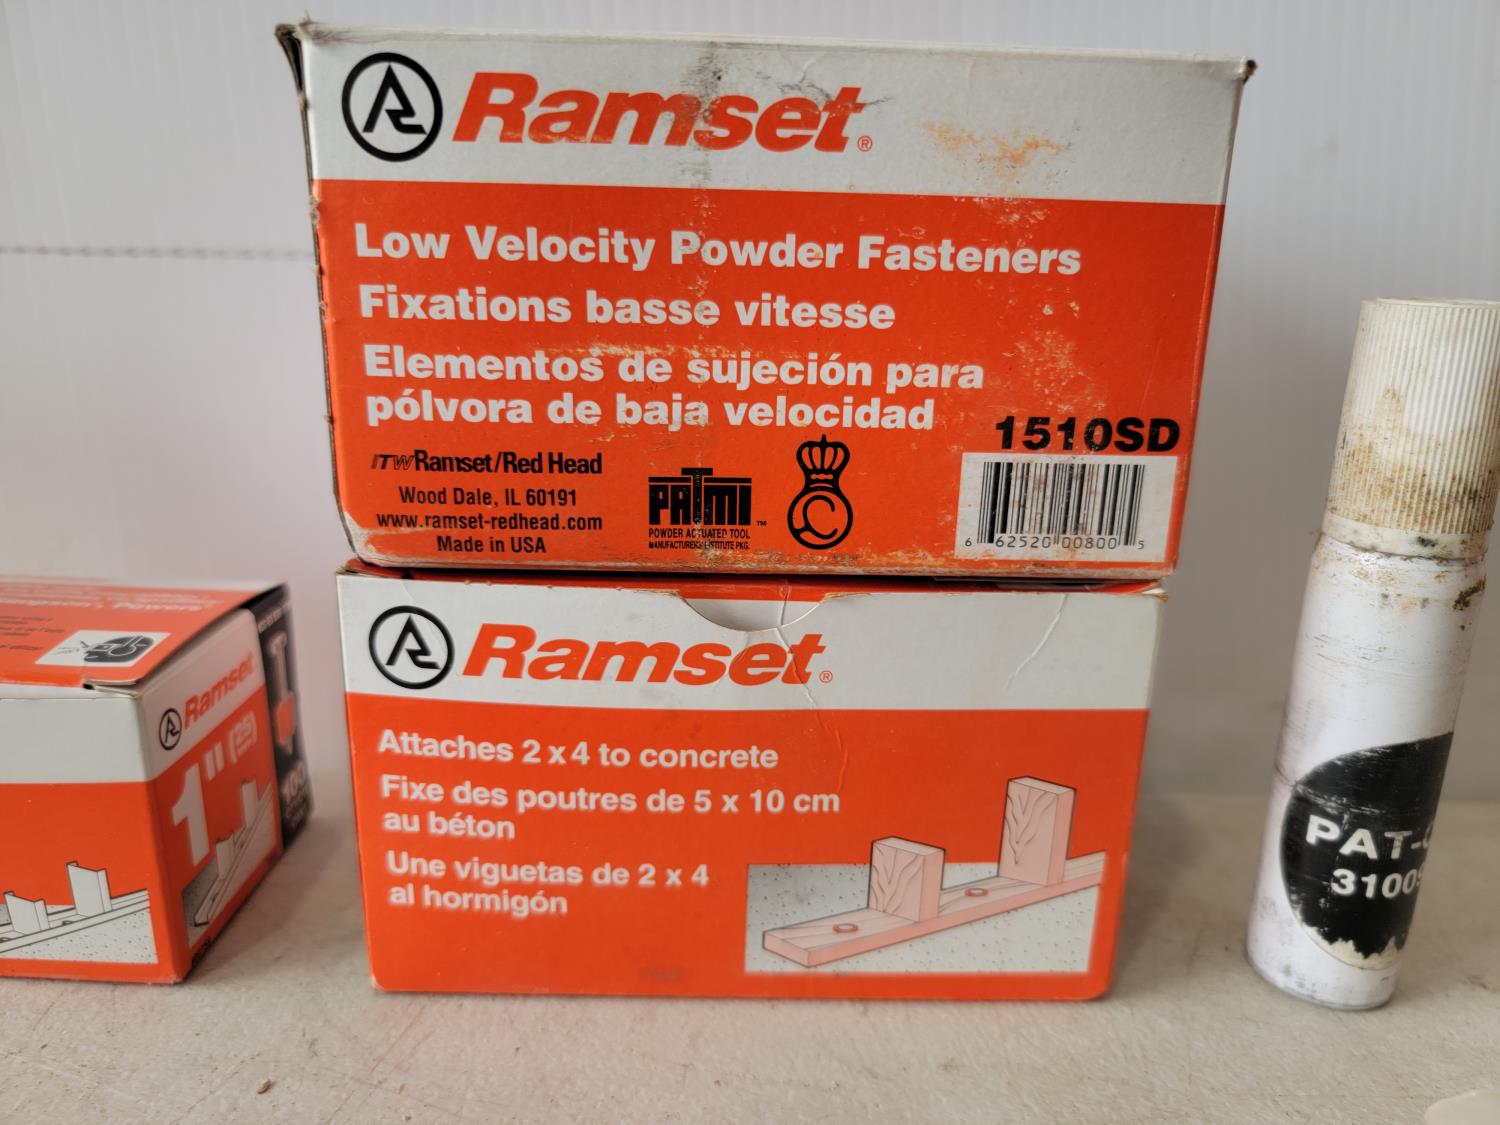 Ramset®
Low Velocity Powder Fasteners
Fixations basse vitesse
Elementos de sujeción para
pólvora de baja velocidad
1510SD
ITW Ramset/Red Head
Wood Dale, IL 60191
www.ramset-redhead.com
Made in USA
PATMI™
POWDER ACTUATED TOOL
MANUFACTURERS INSTITUTE PKG.
6 62520 00800 5
Ramset®
Attaches 2 x 4 to concrete
Fixe des poutres de 5 x 10 cm
au béton
Une viguetas de 2 x 4
al hormigón
Ramset
1"
PAT-
3100